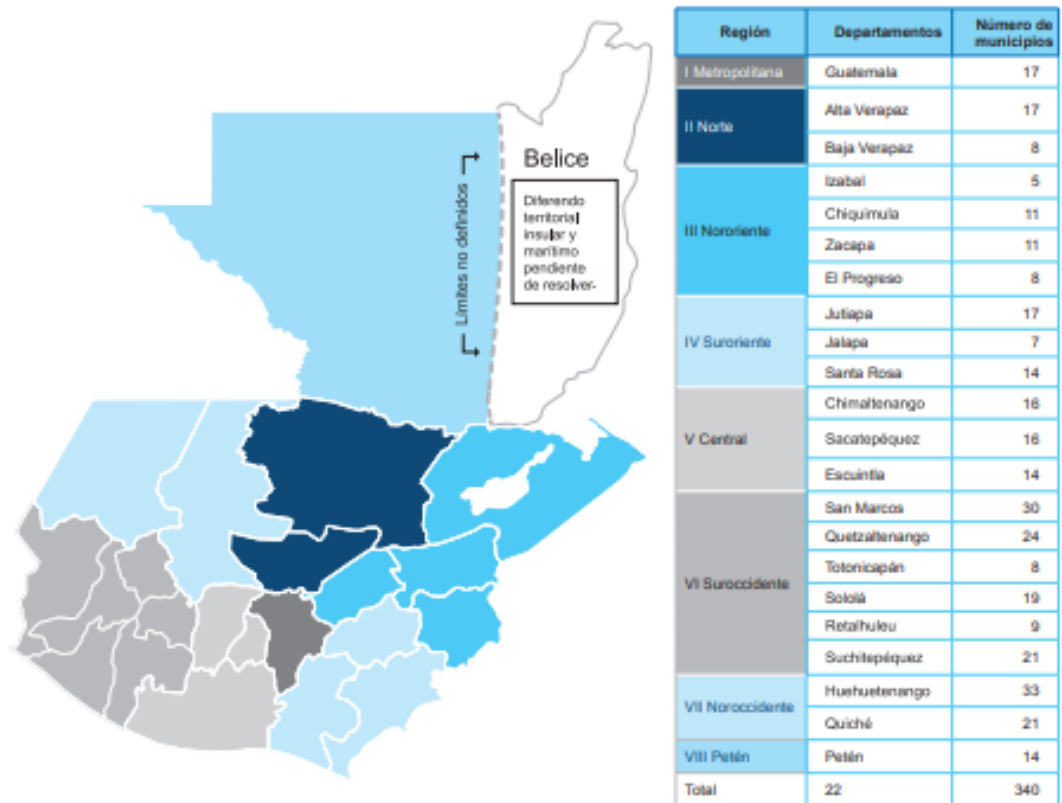 Límites no definidos
Belice
Diferendo
territorial
insular y
marítimo
pendiente
de resolver-
Región Departamentos Número de
municipios
I Metropolitana Guatemala 17
II Norte Alta Verapaz 17
Baja Verapaz 8
III Nororiente Izabal 5
Chiquimula 11
Zacapa 11
El Progreso 8
IV Suroriente Jutiapa 17
Jalapa 7
Santa Rosa 14
V Central Chimaltenango 16
Sacatepéquez 16
Escuintla 14
VI Suroccidente San Marcos 30
Quetzaltenango 24
Totonicapán 8
Sololá 19
Retalhuleu 9
Suchitepéquez 21
VII Noroccidente Huehuetenango 33
Quiché 21
VIII Petén Petén 14
Total 22 340